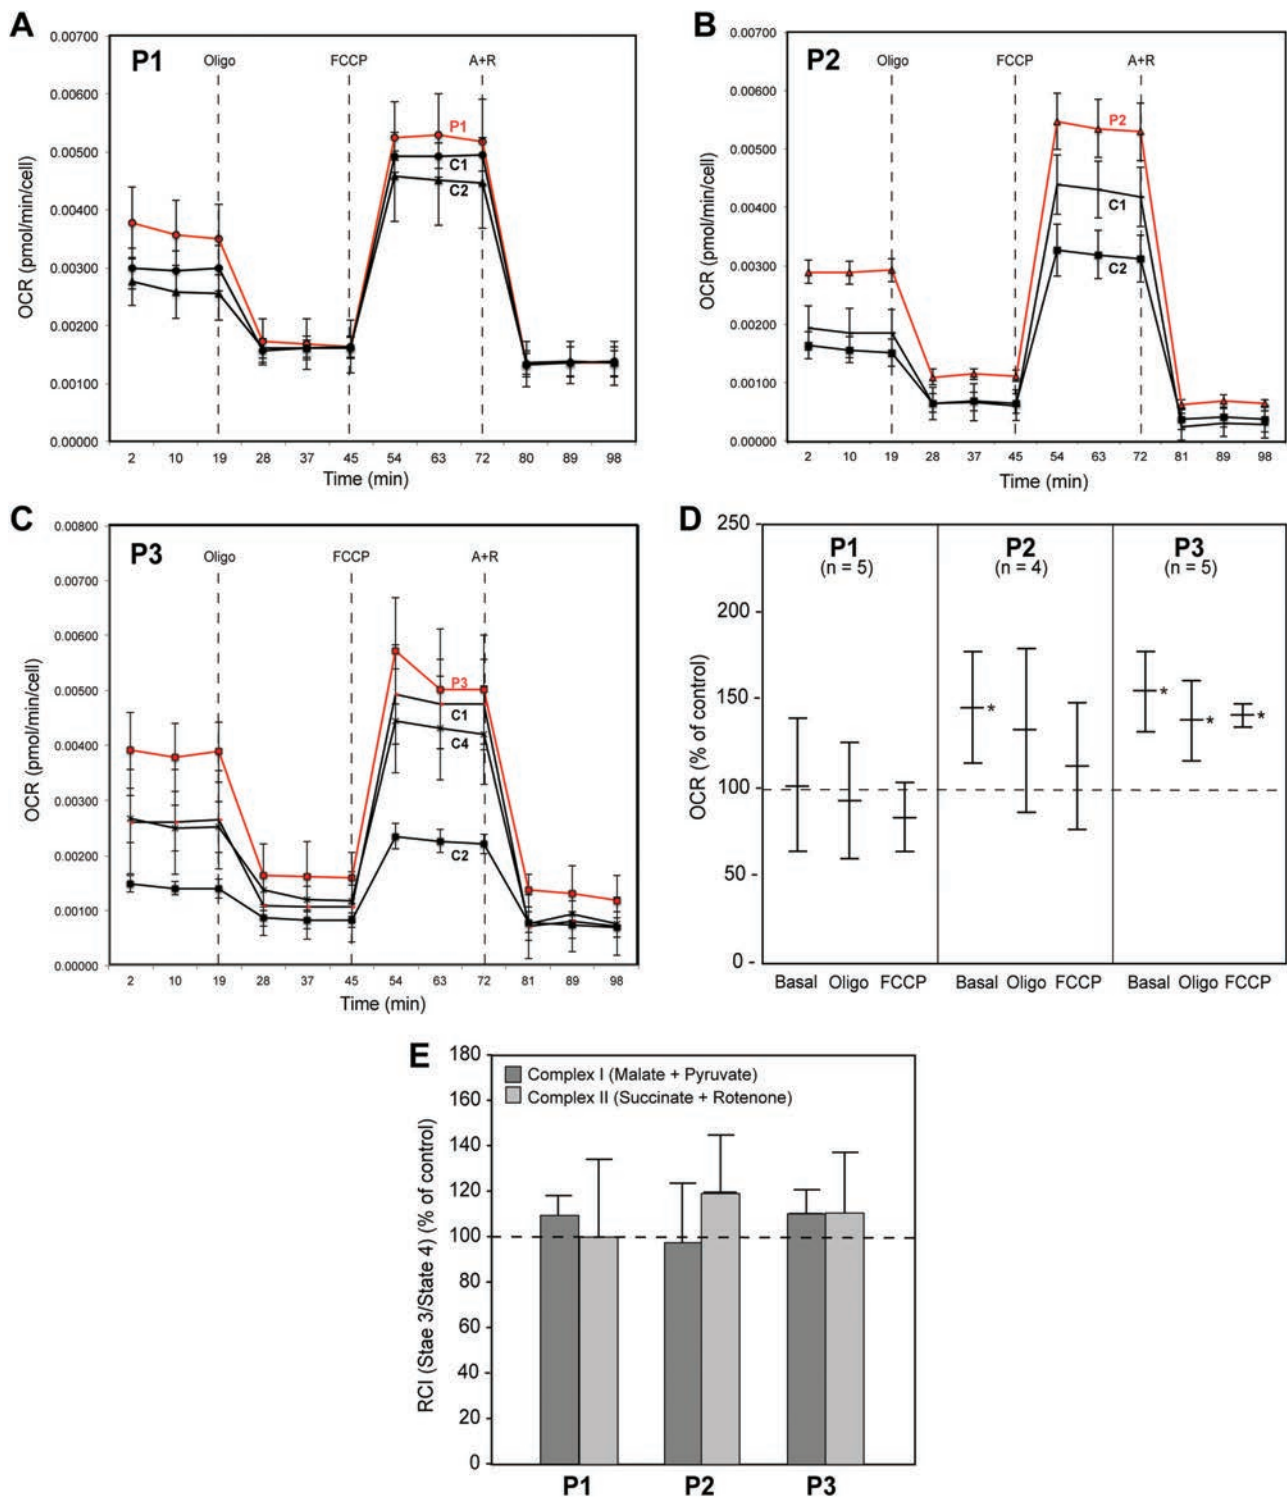 A
P1
Oligo
FCCP
A+R
0.00700
0.00600
0.00500
0.00400
0.00300
0.00200
0.00100
0.00000
OCR (pmol/min/cell)
P1
C1
C2
2 10 19 28 37 45 54 63 72 80 89 98
Time (min)
B
P2
Oligo
FCCP
A+R
0.00700
0.00600
0.00500
0.00400
0.00300
0.00200
0.00100
0.00000
OCR (pmol/min/cell)
P2
C1
C2
2 10 19 28 37 45 54 63 72 81 89 98
Time (min)
C
P3
Oligo
FCCP
A+R
0.00800
0.00700
0.00600
0.00500
0.00400
0.00300
0.00200
0.00100
0.00000
OCR (pmol/min/cell)
P3
C1
C4
C2
2 10 19 28 37 45 54 63 72 81 89 98
Time (min)
D
250
200
150
100
50
0 -
OCR (% of control)
P1
(n = 5)
P2
(n = 4)
P3
(n = 5)
*
*
*
*
Basal Oligo FCCP
Basal Oligo FCCP
Basal Oligo FCCP
E
180
160
140
120
100
80
60
40
20
0
RCI (Stae 3/State 4) (% of control)
Complex I (Malate + Pyruvate)
Complex II (Succinate + Rotenone)
P1 P2 P3